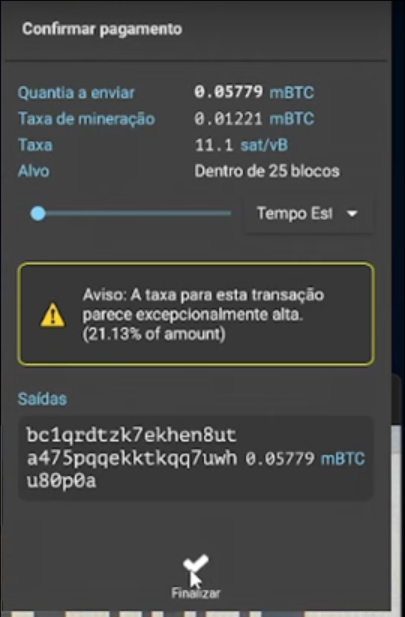 Confirmar pagamento
Quantia a enviar 0.05779 mBTC
Taxa de mineração 0.01221 mBTC
Taxa 11.1 sat/vB
Alvo Dentro de 25 blocos
Tempo Est
Aviso: A taxa para esta transação
parece excepcionalmente alta.
(21.13% of amount)
Saídas
bc1qrdtzk7ekhen8ut
a475pqqekktkqq7uwh 0.05779 mBTC
u80p0a
Finalizar